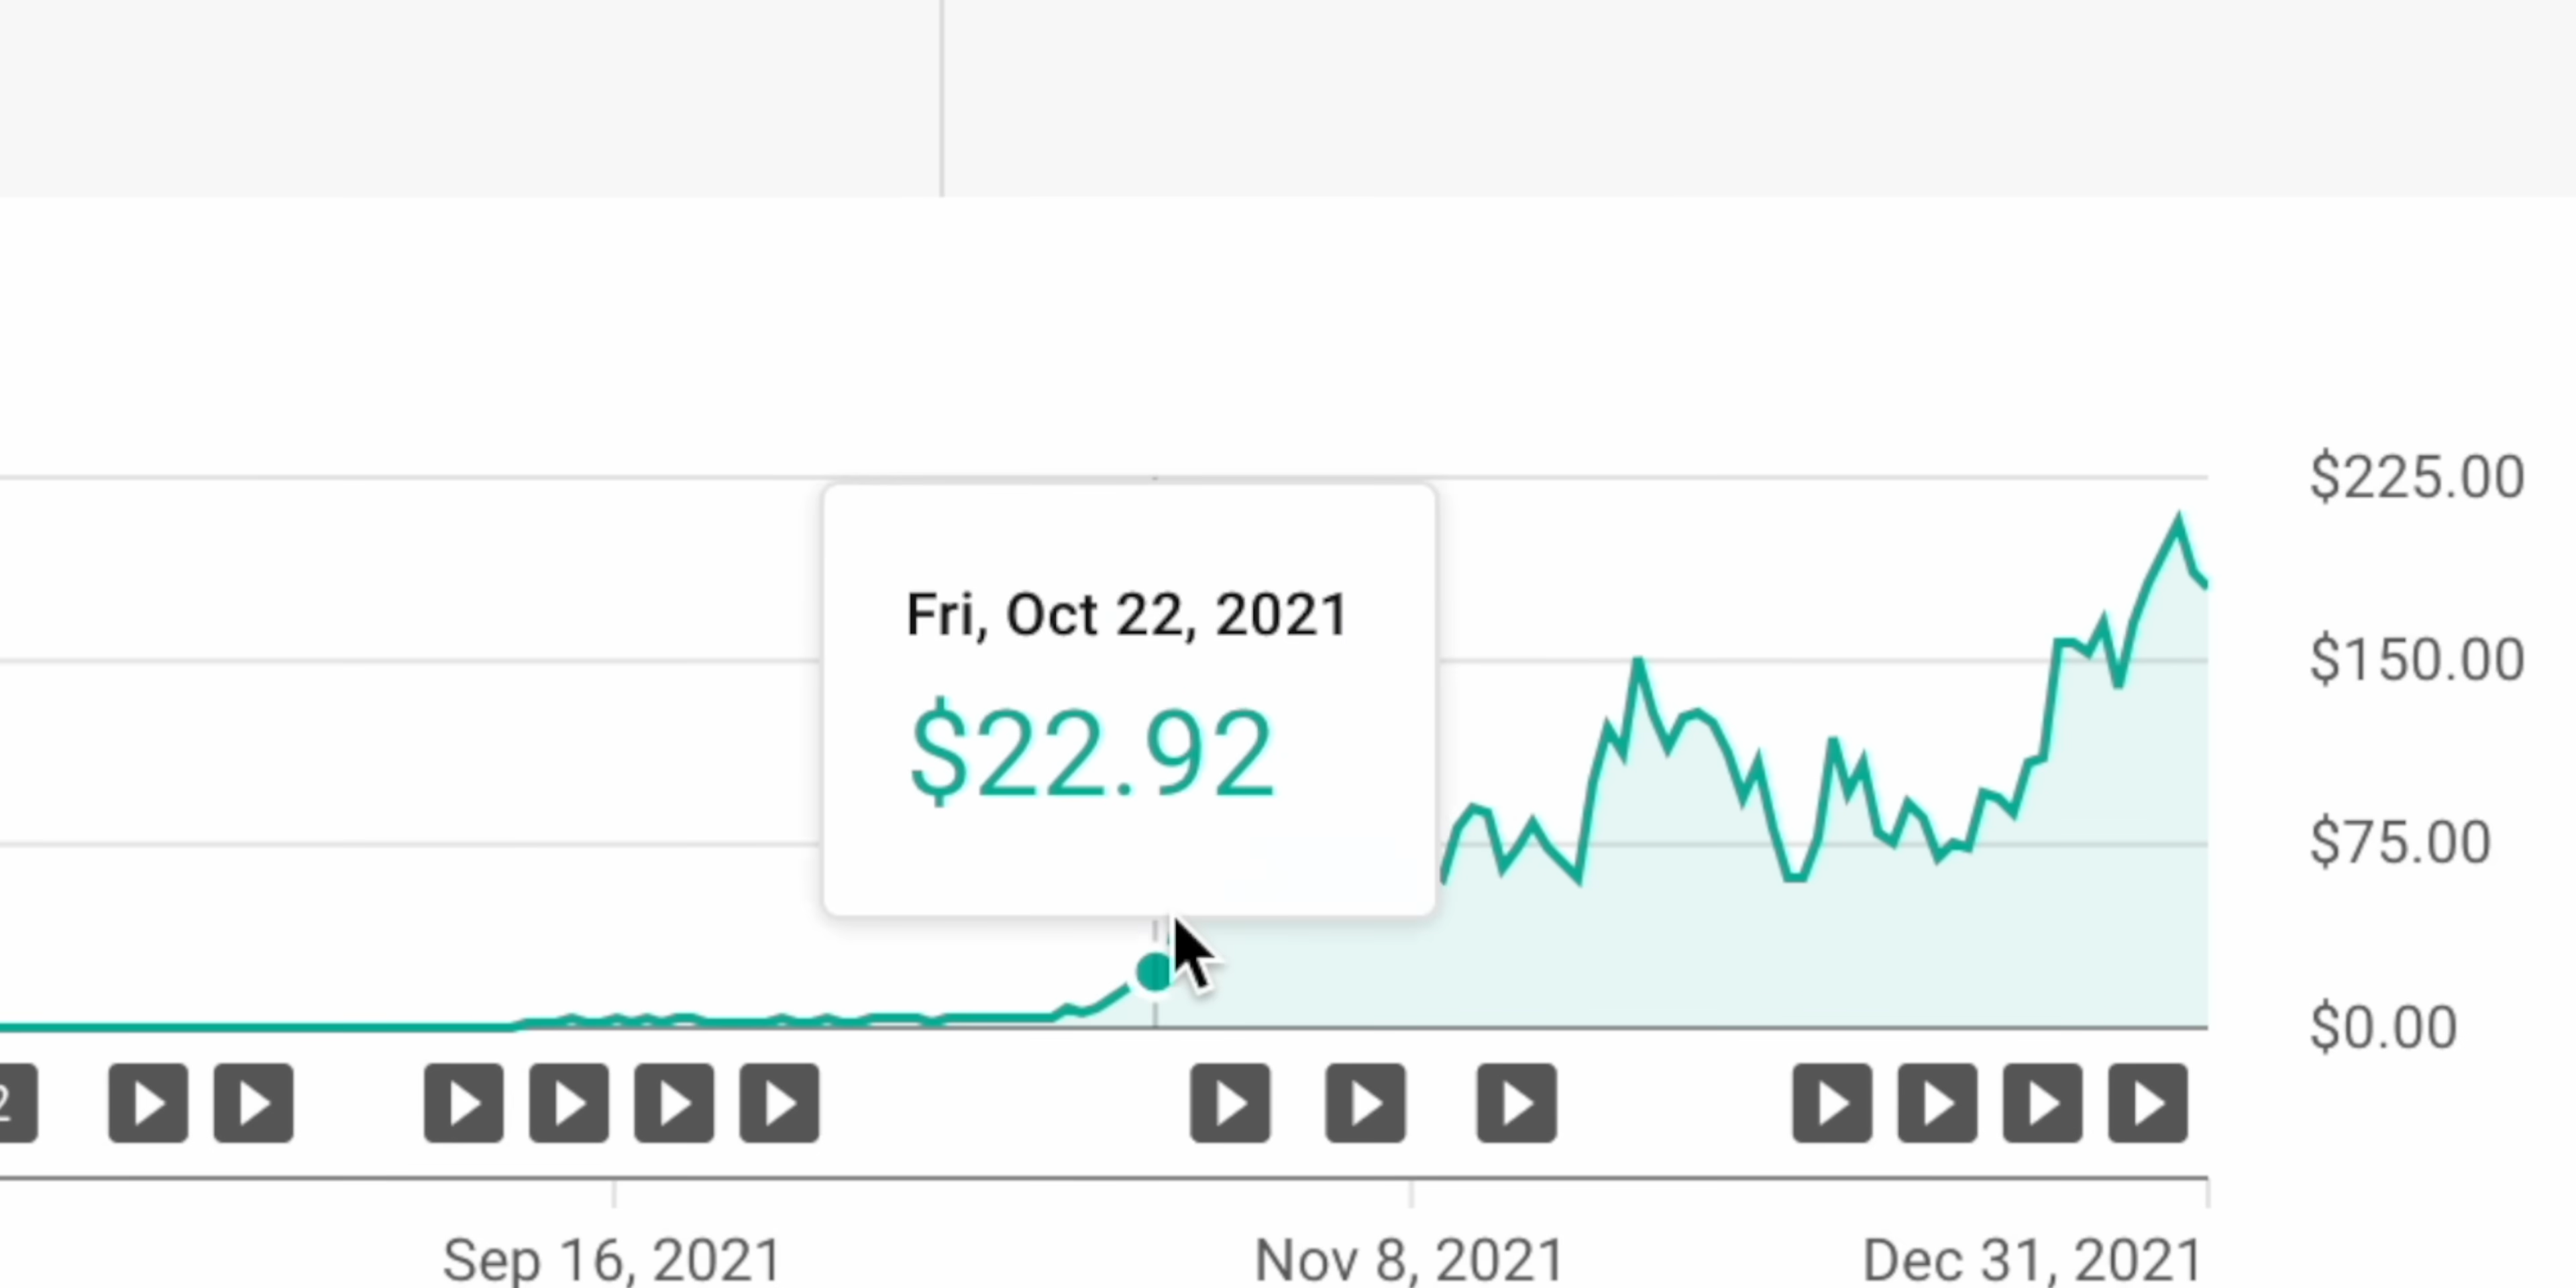 $225.00
Fri, Oct 22, 2021
$22.92
$150.00
$75.00
$0.00
2
Sep 16, 2021
Nov 8, 2021
Dec 31, 2021